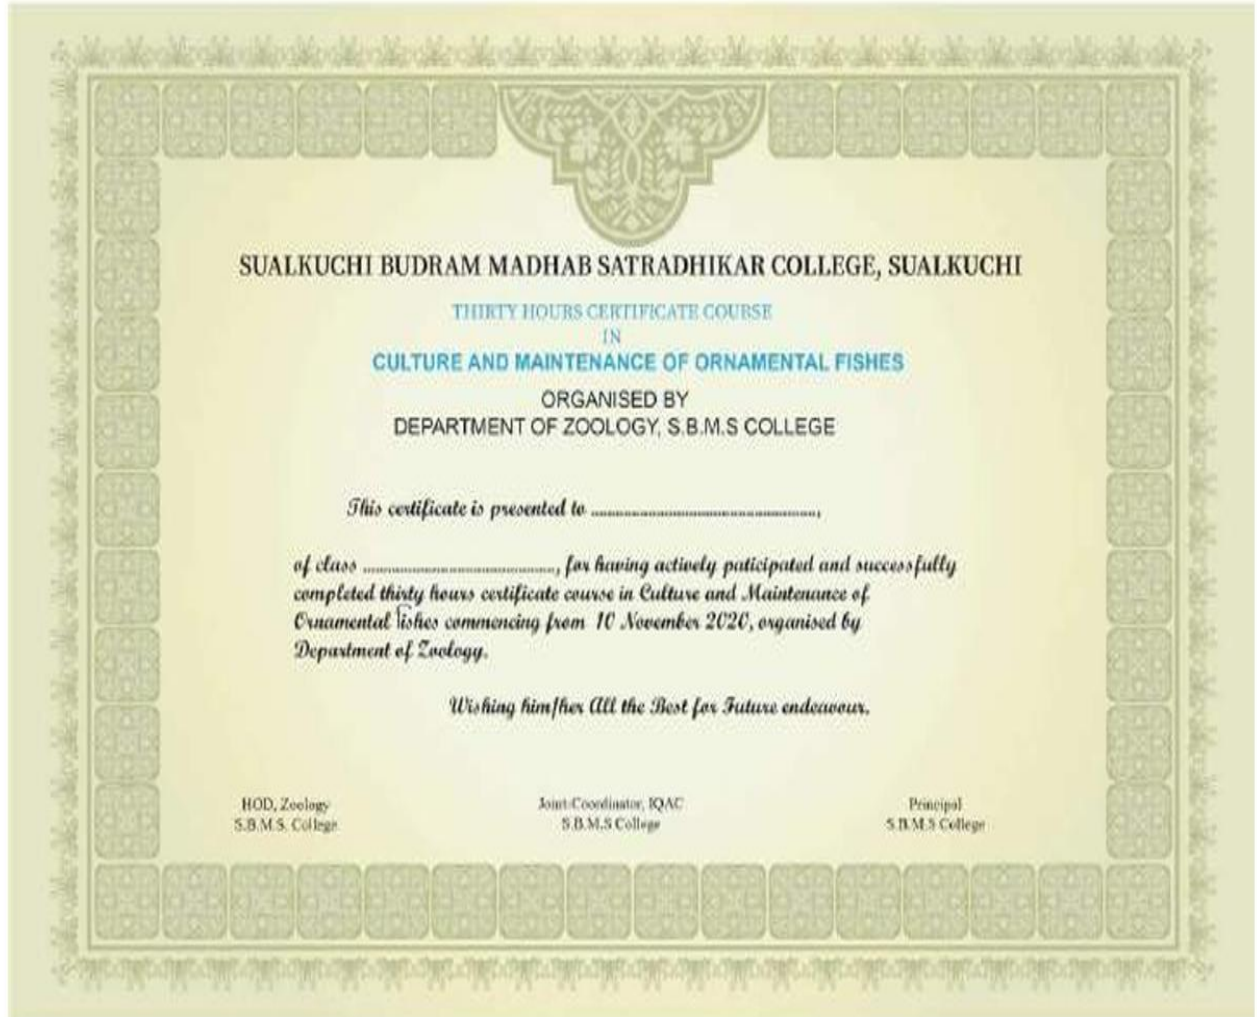 SUALKUCHI BUDRAM MADHAB SATRADHIKAR COLLEGE, SUALKUCHI
THIRTY HOURS CERTIFICATE COURSE
IN
CULTURE AND MAINTENANCE OF ORNAMENTAL FISHES
ORGANISED BY
DEPARTMENT OF ZOOLOGY, S.B.M.S COLLEGE
This certificate is presented to ................................................,
of class ........................................, for having actively paticipated and successfully
completed thirty hours certificate course in Culture and Maintenance of
Ornamental fishes commencing from 10 November 2020, organised by
Department of Zoology.
Wishing him/her All the Best for Future endeavour.
HOD, Zoology
S.B.M.S. College
Joint-Coordinator, IQAC
S.B.M.S College
Principal
S.B.M.S College